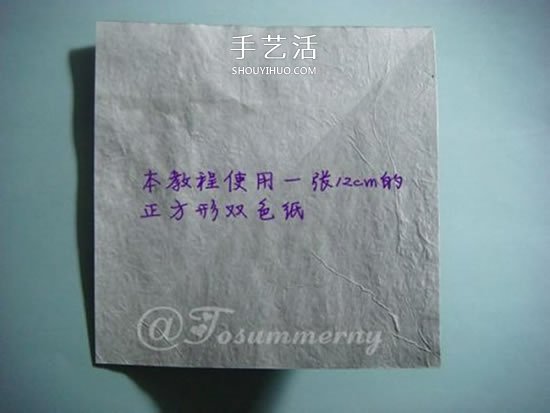 手艺活
SHOUYIHUO.COM
本教程使用一张12cm的
正方形双色纸
@Tosummerny